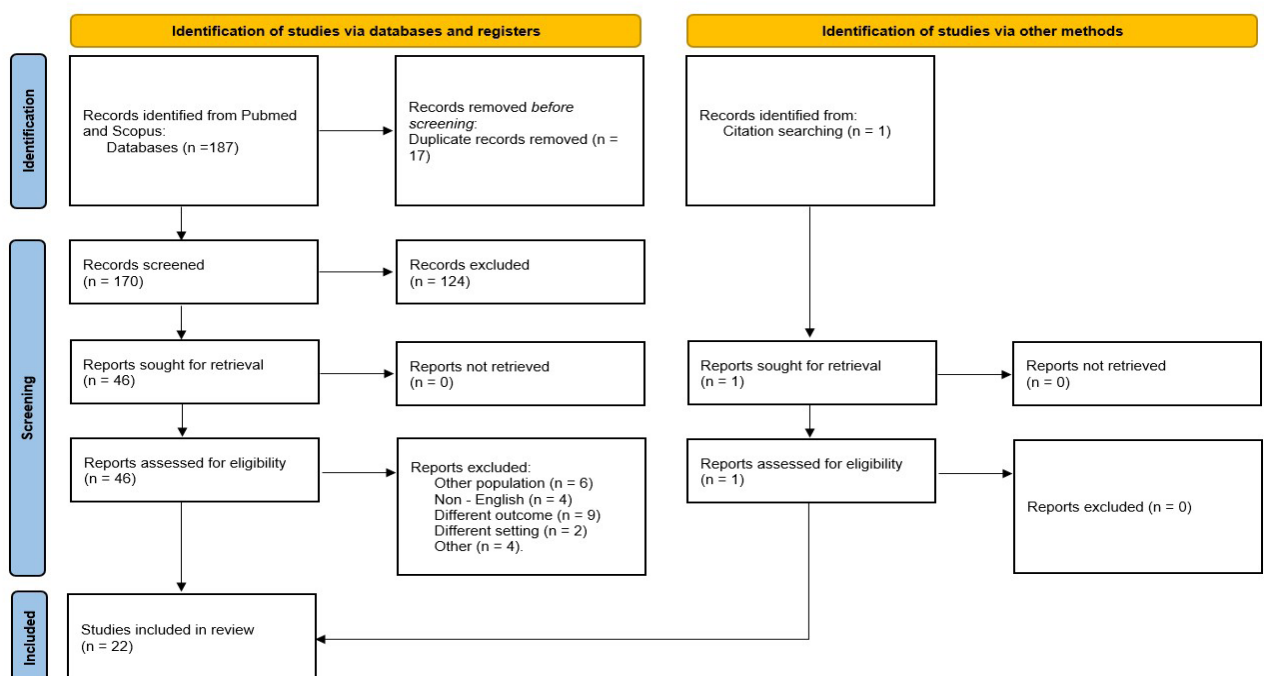 Identification of studies via databases and registers
Identification of studies via other methods
Identification
Records identified from Pubmed
and Scopus:
Databases (n =187)
Records removed before
screening:
Duplicate records removed (n =
17)
Records identified from:
Citation searching (n = 1)
Screening
Records screened
(n = 170)
Records excluded
(n = 124)
Reports sought for retrieval
(n = 46)
Reports not retrieved
(n = 0)
Reports sought for retrieval
(n = 1)
Reports not retrieved
(n = 0)
Reports assessed for eligibility
(n = 46)
Reports excluded:
Other population (n = 6)
Non - English (n = 4)
Different outcome (n = 9)
Different setting (n = 2)
Other (n = 4).
Reports assessed for eligibility
(n = 1)
Reports excluded (n = 0)
Included
Studies included in review
(n = 22)